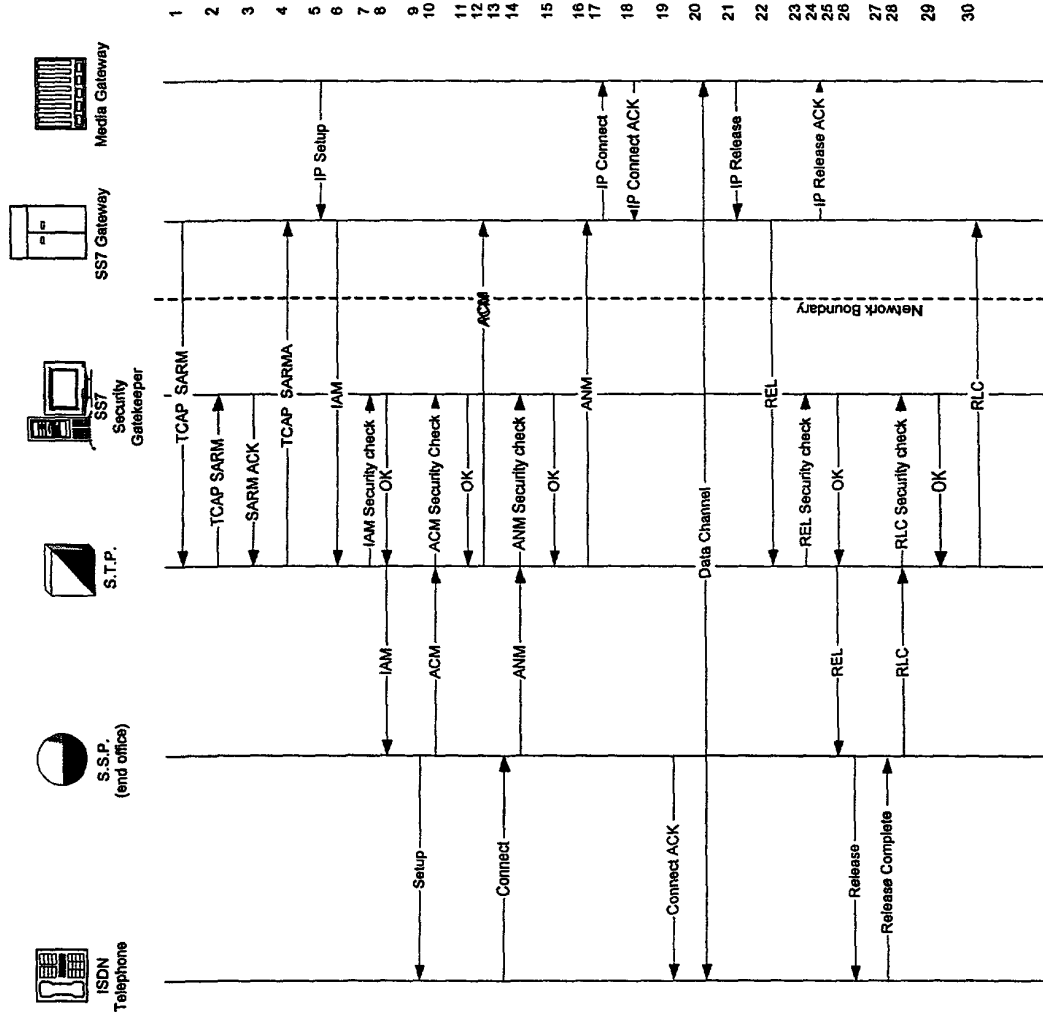 1 2 3 4 5 6 7 8 9 10 11 12 13 14 15 16 17 18 19 20 21 22 23 24 25 26 27 28 29 30
Media Gateway
SS7 Gateway
SS7
Security
Gatekeeper
S.T.P.
S.S.P.
(end office)
ISDN
Telephone
IP Setup
IP Connect
IP Connect ACK
IP Release
IP Release ACK
TCAP SARM
TCAP SARMA
IAM
ACM
ANM
REL
RLC
Network Boundary
TCAP SARM
SARM ACK
IAM Security check
OK
ACM Security Check
OK
ANM Security check
OK
REL Security check
OK
RLC Security check
OK
Data Channel
IAM
ACM
ANM
REL
RLC
Setup
Connect
Connect ACK
Release
Release Complete